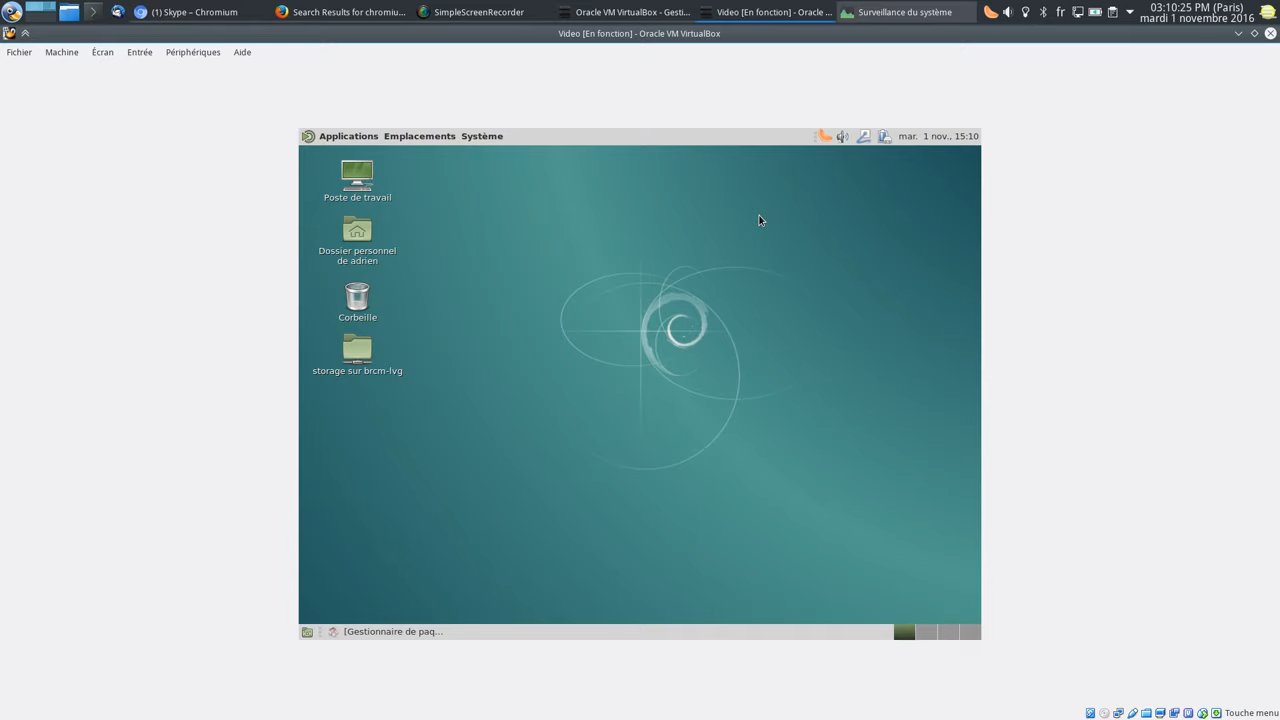 (1) Skype – Chromium
Search Results for chromiu...
SimpleScreenRecorder
Oracle VM VirtualBox - Gesti...
Video [En fonction] - Oracle ...
Surveillance du système
fr
03:10:25 PM (Paris)
mardi 1 novembre 2016
Video [En fonction] - Oracle VM VirtualBox
Fichier Machine Écran Entrée Périphériques Aide
Applications Emplacements Système
mar. 1 nov., 15:10
Poste de travail
Dossier personnel
de adrien
Corbeille
storage sur brcm-lvg
[Gestionnaire de paq...
Touche menu